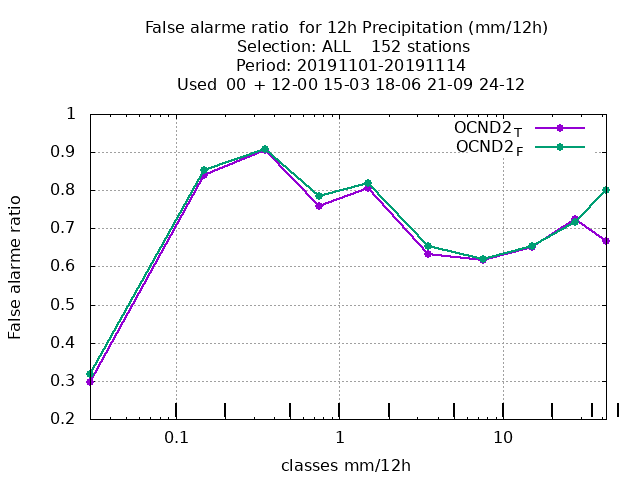 False alarme ratio  for 12h Precipitation (mm/12h)
Selection: ALL    152 stations
Period: 20191101-20191114
Used  00 + 12-00 15-03 18-06 21-09 24-12
OCND2T
OCND2F
1
0.9
0.8
0.7
0.6
0.5
0.4
0.3
0.2
False alarme ratio
0.1
1
10
classes mm/12h